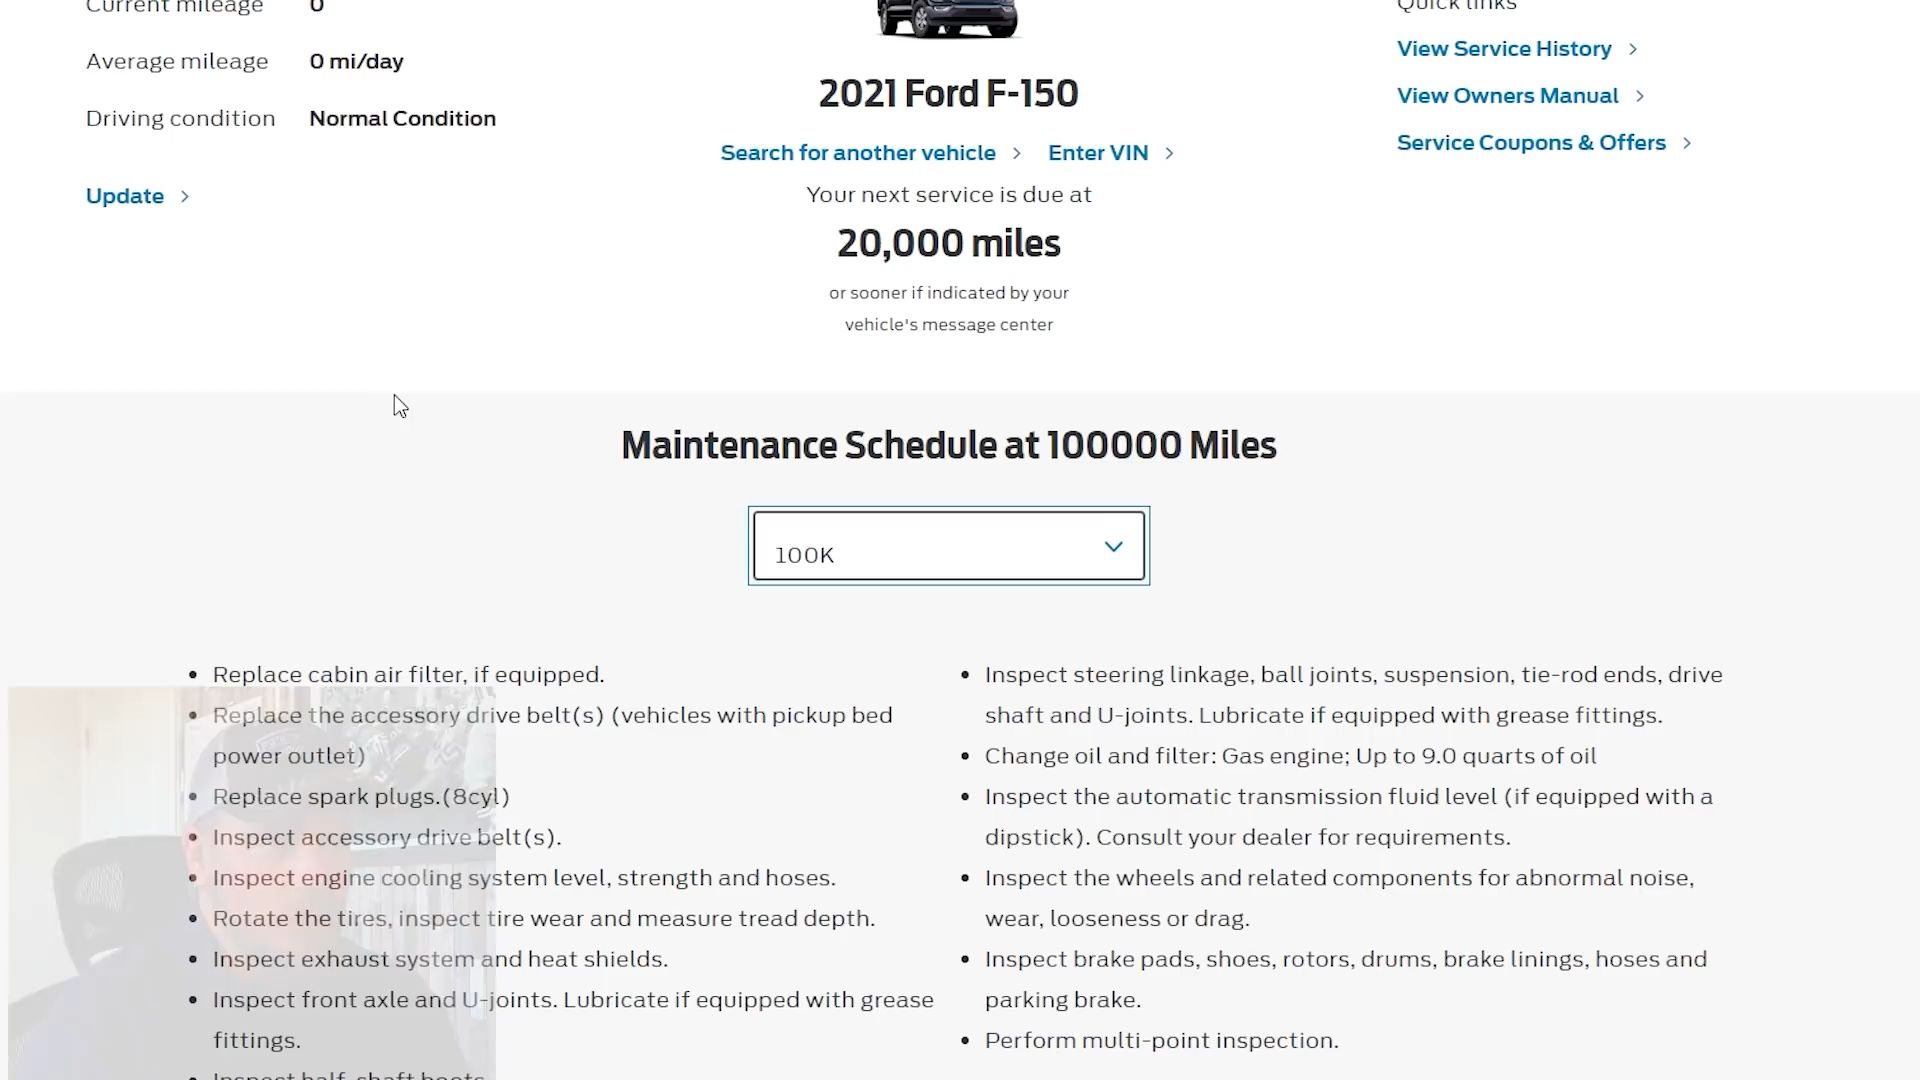 Current mileage 0
Average mileage 0 mi/day
Driving condition Normal Condition
Update
2021 Ford F-150
Search for another vehicle Enter VIN
Your next service is due at
20,000 miles
or sooner if indicated by your
vehicle's message center
Quick links
View Service History
View Owners Manual
Service Coupons & Offers
Maintenance Schedule at 100000 Miles
100K
• Replace cabin air filter, if equipped.
• Replace the accessory drive belt(s) (vehicles with pickup bed
power outlet)
• Replace spark plugs.(8cyl)
• Inspect accessory drive belt(s).
• Inspect engine cooling system level, strength and hoses.
• Rotate the tires, inspect tire wear and measure tread depth.
• Inspect exhaust system and heat shields.
• Inspect front axle and U-joints. Lubricate if equipped with grease
fittings.
• Inspect half-shaft boots.
• Inspect steering linkage, ball joints, suspension, tie-rod ends, drive
shaft and U-joints. Lubricate if equipped with grease fittings.
• Change oil and filter: Gas engine; Up to 9.0 quarts of oil
• Inspect the automatic transmission fluid level (if equipped with a
dipstick). Consult your dealer for requirements.
• Inspect the wheels and related components for abnormal noise,
wear, looseness or drag.
• Inspect brake pads, shoes, rotors, drums, brake linings, hoses and
parking brake.
• Perform multi-point inspection.